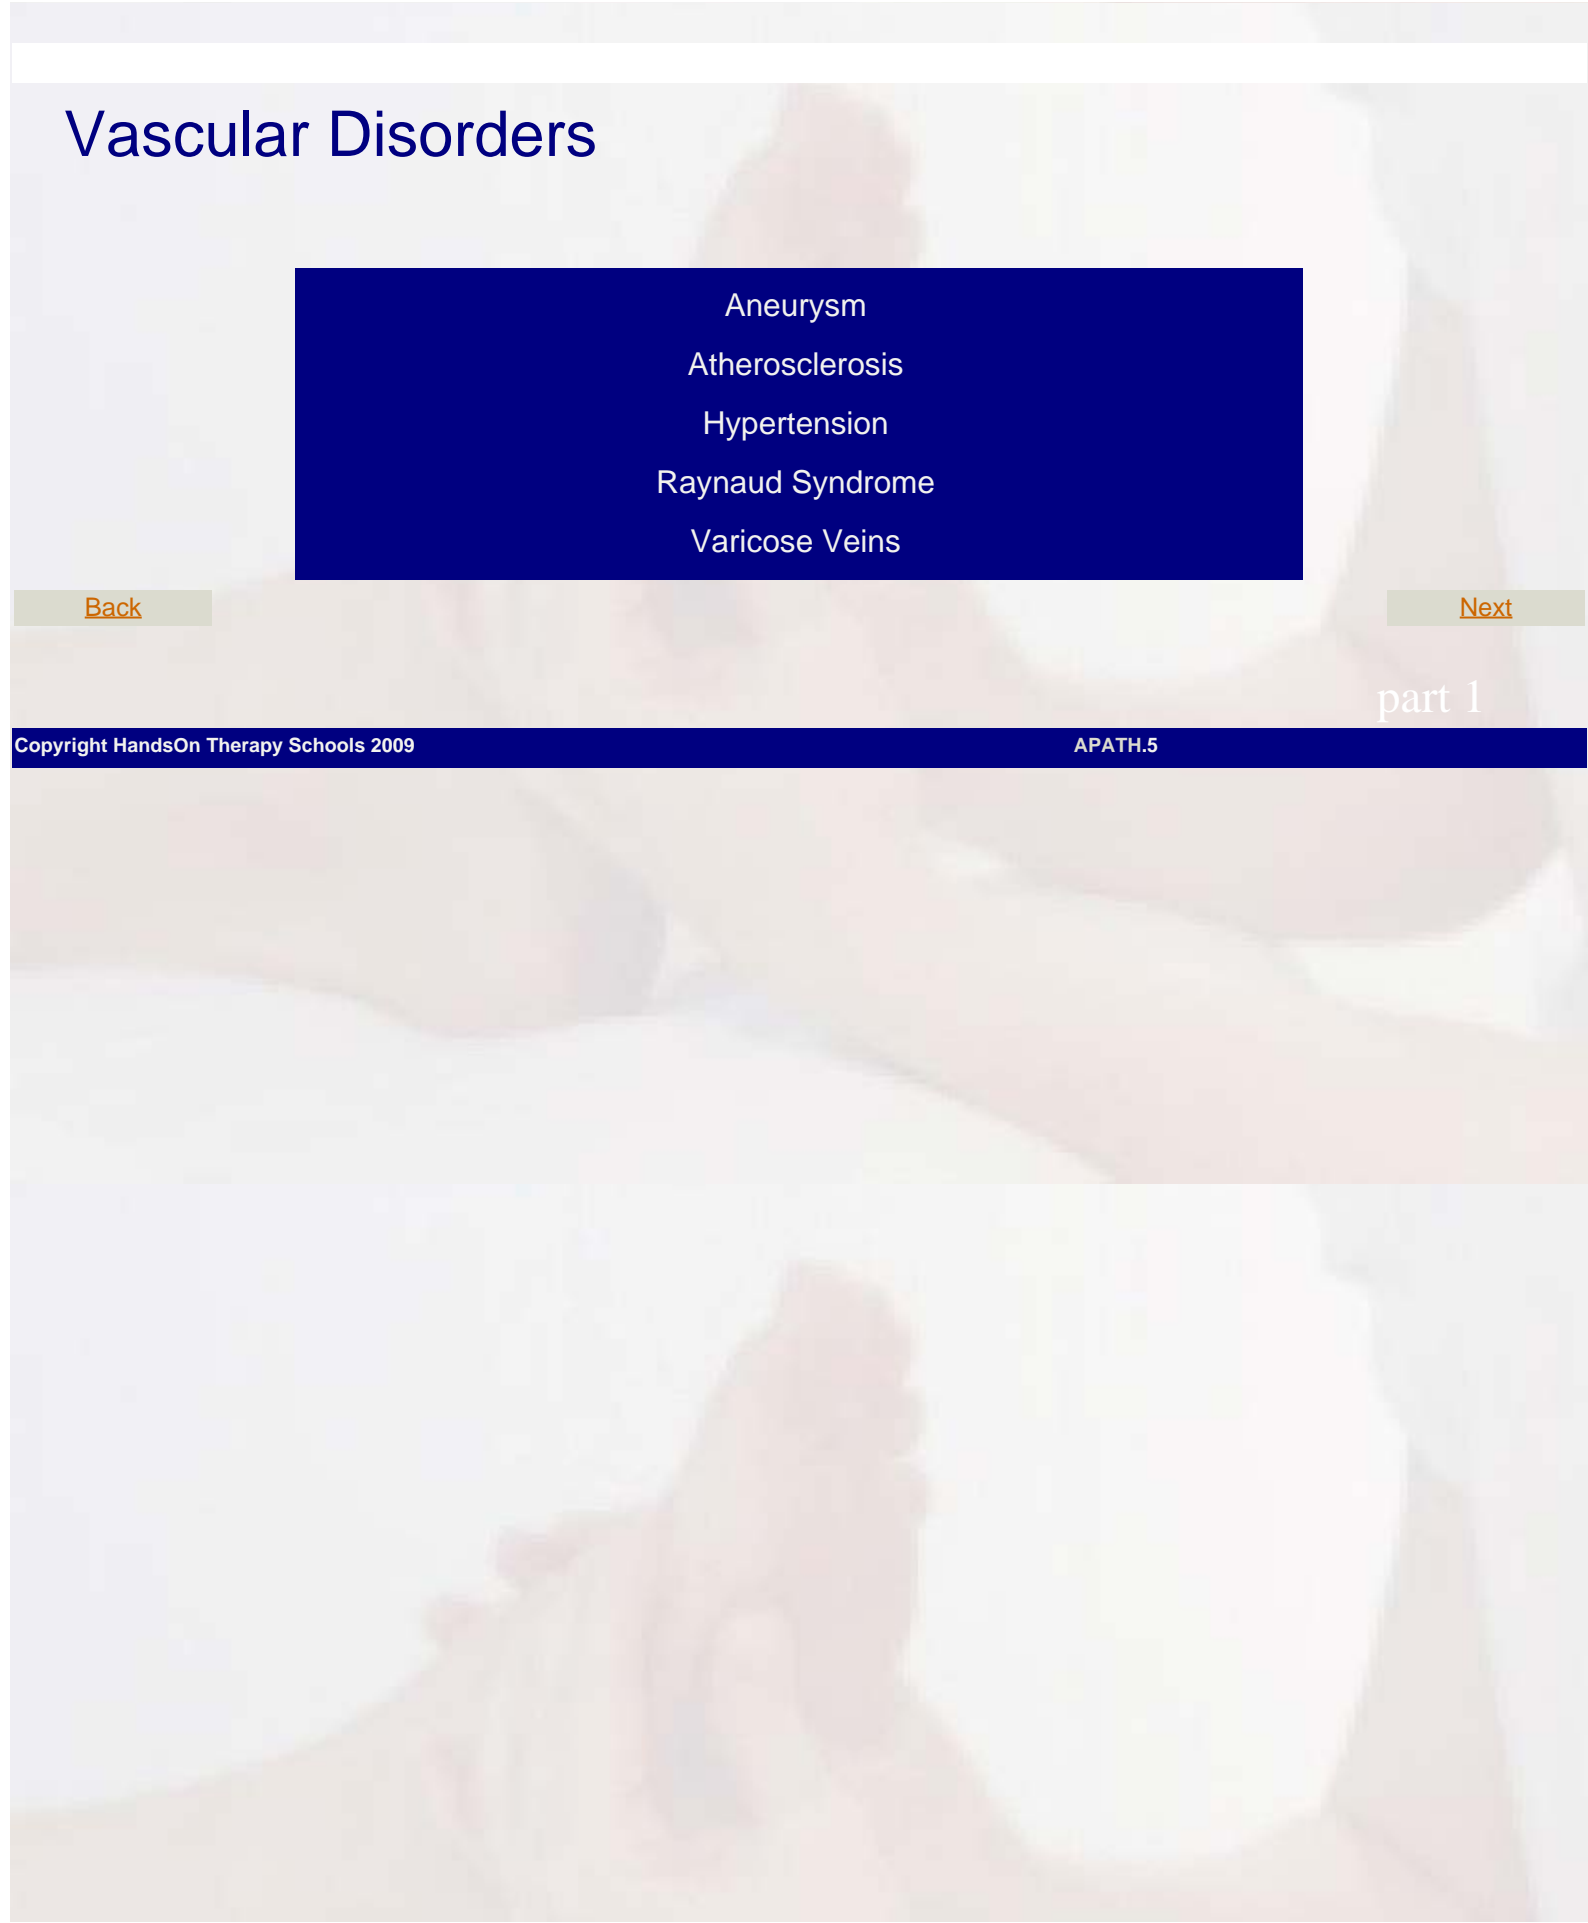 Vascular Disorders
Aneurysm
Atherosclerosis
Hypertension
Raynaud Syndrome
Varicose Veins
Back
Next
part 1
Copyright HandsOn Therapy Schools 2009
APATH.5